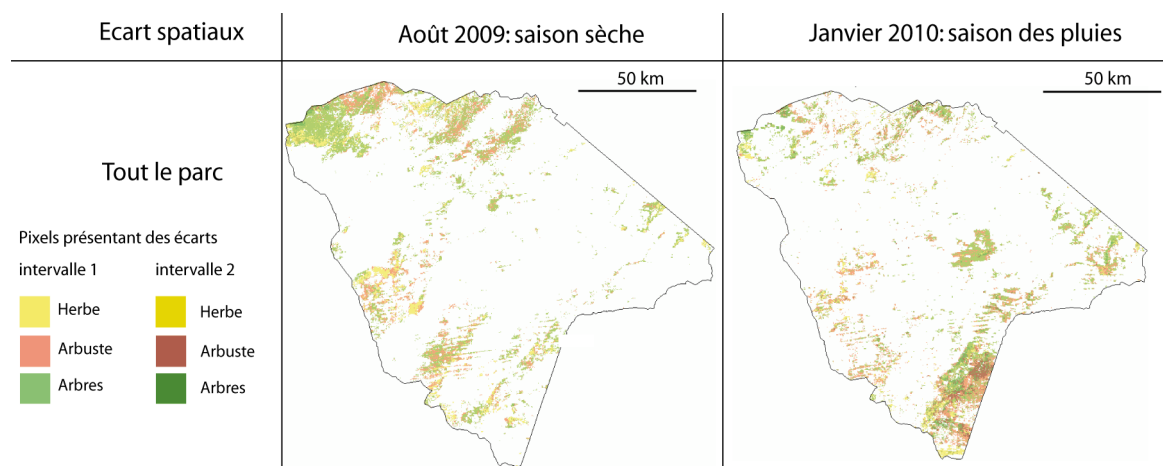 Ecart spatiaux
Août 2009: saison sèche
Janvier 2010: saison des pluies
50 km
50 km
Tout le parc
Pixels présentant des écarts
intervalle 1
intervalle 2
Herbe
Herbe
Arbuste
Arbuste
Arbres
Arbres